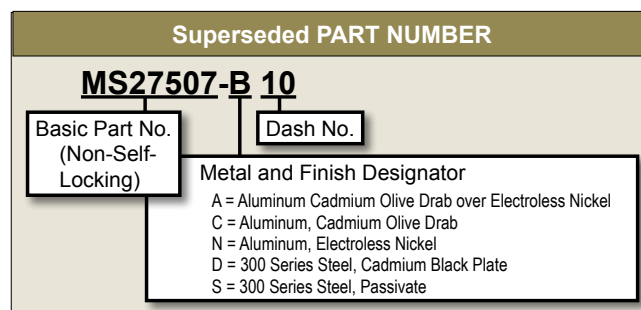 Superseded PART NUMBER
MS27507-B 10
Basic Part No.
(Non-Self-
Locking)
Dash No.
Metal and Finish Designator
A = Aluminum Cadmium Olive Drab over Electroless Nickel
C = Aluminum, Cadmium Olive Drab
N = Aluminum, Electroless Nickel
D = 300 Series Steel, Cadmium Black Plate
S = 300 Series Steel, Passivate